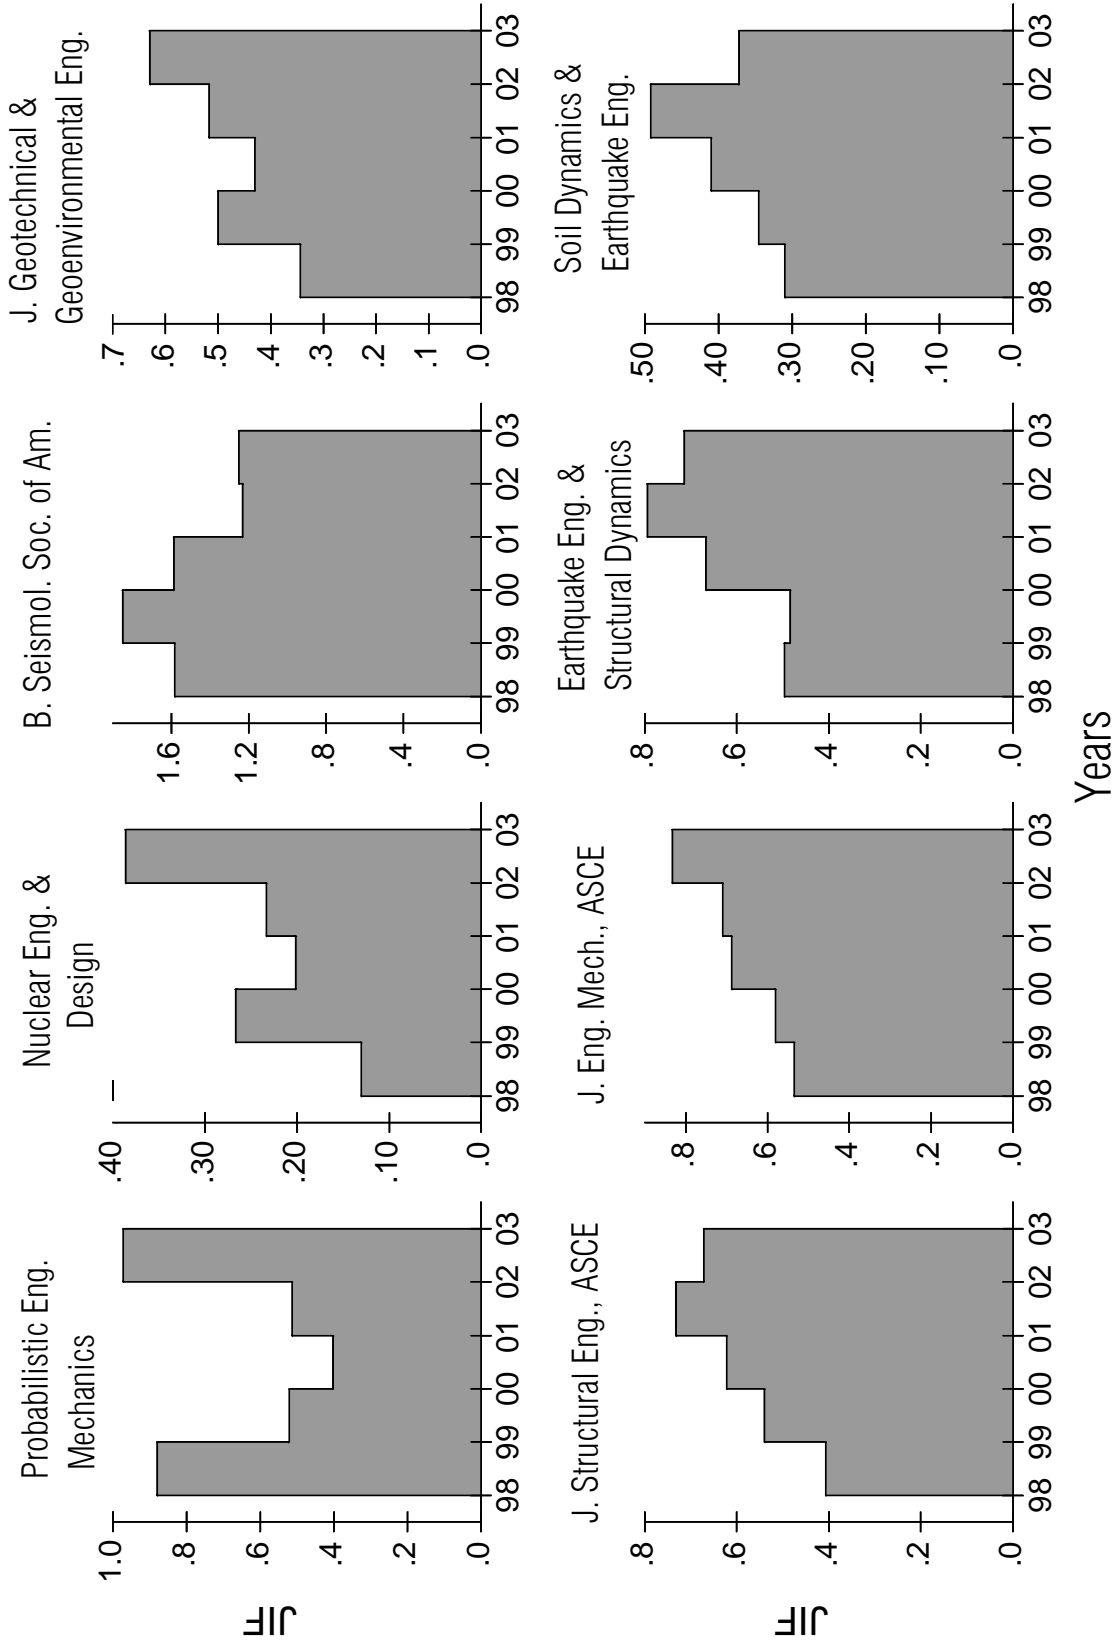 Probabilistic Eng.
Mechanics
JIF
1.0
.8
.6
.4
.2
.0
98 99 00 01 02 03
Nuclear Eng. &
Design
.40
.30
.20
.10
.0
98 99 00 01 02 03
B. Seismol. Soc. of Am.
1.6
1.2
.8
.4
.0
98 99 00 01 02 03
J. Geotechnical &
Geoenvironmental Eng.
.7
.6
.5
.4
.3
.2
.1
.0
98 99 00 01 02 03
J. Structural Eng., ASCE
JIF
.8
.6
.4
.2
.0
98 99 00 01 02 03
J. Eng. Mech., ASCE
.8
.6
.4
.2
.0
98 99 00 01 02 03
Earthquake Eng. &
Structural Dynamics
.8
.6
.4
.2
.0
98 99 00 01 02 03
Soil Dynamics &
Earthquake Eng.
.50
.40
.30
.20
.10
.0
98 99 00 01 02 03
Years